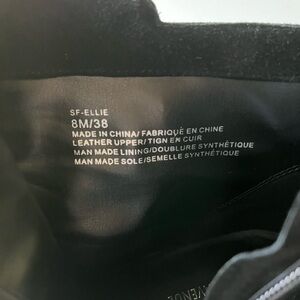 SF-ELLIE
8M/38
MADE IN CHINA/FABRIQUÉ EN CHINE
LEATHER UPPER/TIGN EN CUIR
MAN MADE LINING/DOUBLURE SYNTHÉTIQUE
MAN MADE SOLE/SEMELLE SYNTHÉTIQUE